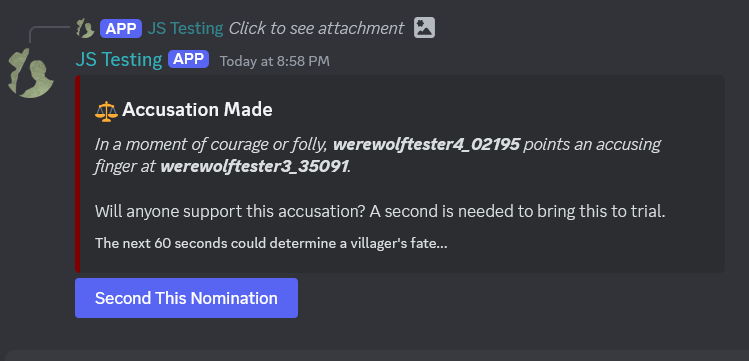 APP JS Testing Click to see attachment
JS Testing APP Today at 8:58 PM
⚖️ Accusation Made
In a moment of courage or folly, werewolftester4_02195 points an accusing
finger at werewolftester3_35091.
Will anyone support this accusation? A second is needed to bring this to trial.
The next 60 seconds could determine a villager's fate...
Second This Nomination